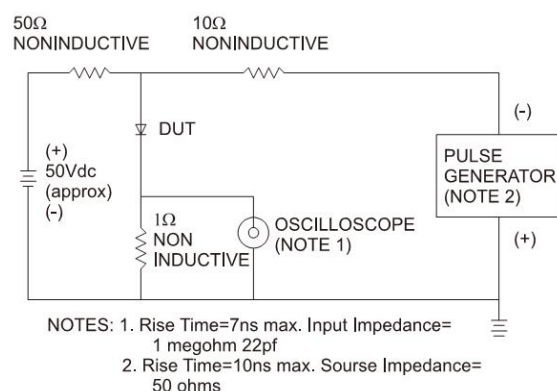 50Ω
NONINDUCTIVE
10Ω
NONINDUCTIVE
DUT
(+)
50Vdc
(approx)
(-)
(-)
PULSE
GENERATOR
(NOTE 2)
(+)
1Ω
NON
INDUCTIVE
OSCILLOSCOPE
(NOTE 1)
NOTES: 1. Rise Time=7ns max. Input Impedance=
1 megohm 22pf
2. Rise Time=10ns max. Sourse Impedance=
50 ohms